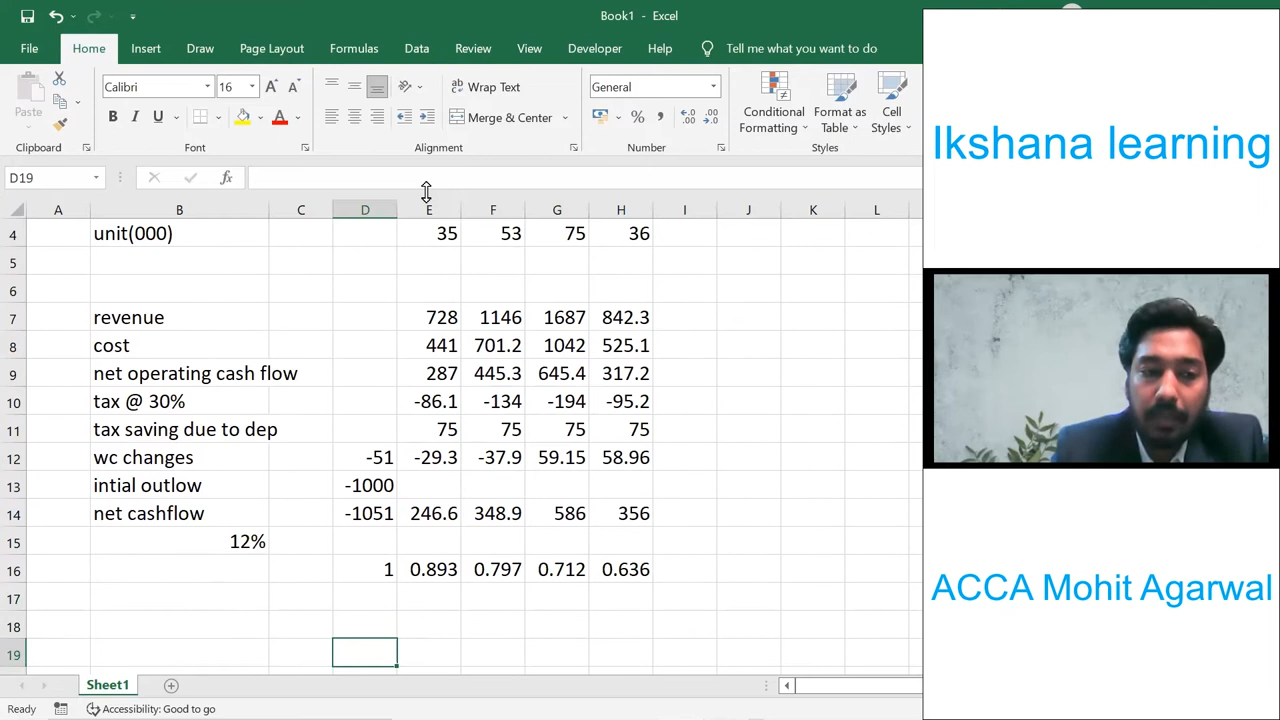 Book1 - Excel
File Home Insert Draw Page Layout Formulas Data Review View Developer Help Tell me what you want to do
Paste
Calibri 16
B I U
Wrap Text
Merge & Center
General
Conditional Formatting
Format as Table
Cell Styles
Clipboard Font Alignment Number Styles
D19 fx
A B C D E F G H I J K L
4 unit(000) 35 53 75 36
5
6
7 revenue 728 1146 1687 842.3
8 cost 441 701.2 1042 525.1
9 net operating cash flow 287 445.3 645.4 317.2
10 tax @ 30% -86.1 -134 -194 -95.2
11 tax saving due to dep 75 75 75 75
12 wc changes -51 -29.3 -37.9 59.15 58.96
13 intial outlow -1000
14 net cashflow -1051 246.6 348.9 586 356
15 12%
16 1 0.893 0.797 0.712 0.636
17
18
19
Sheet1
Ready Accessibility: Good to go
Ikshana learning
ACCA Mohit Agarwal